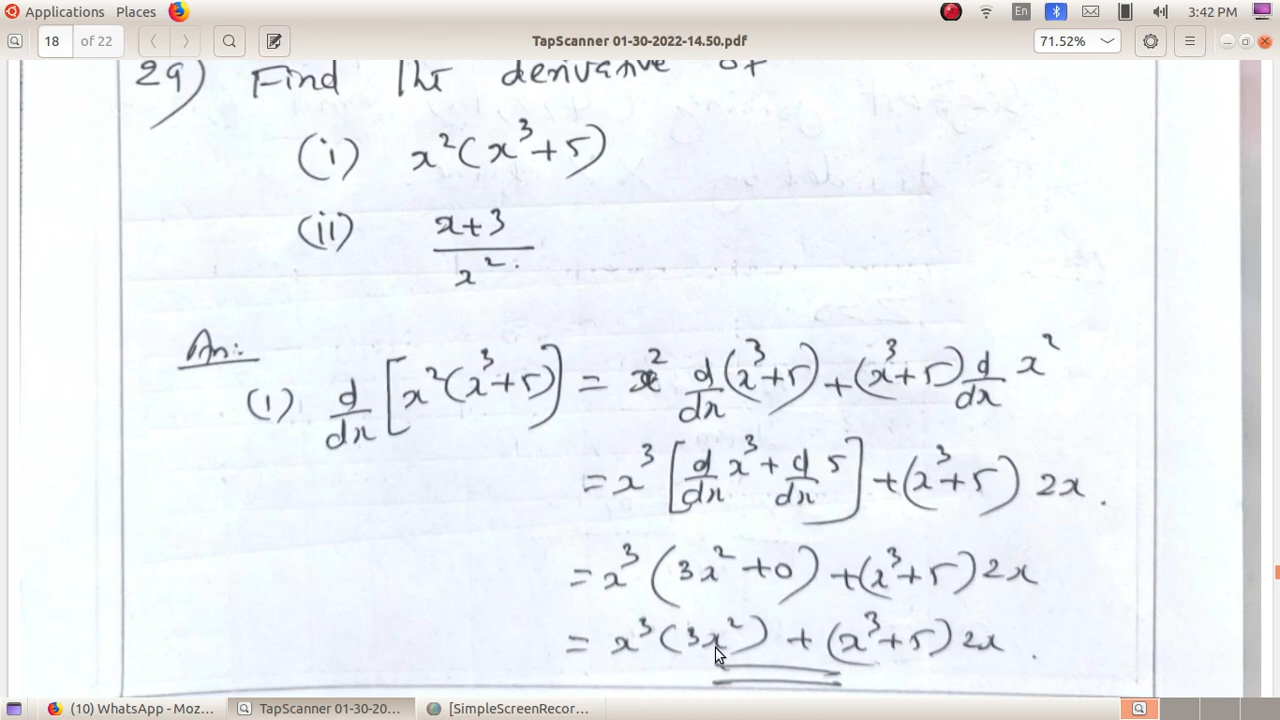 Applications Places En 3:42 PM
18 of 22 TapScanner 01-30-2022-14.50.pdf 71.52%
29) Find the derivative of
(i) x²(x³+5)
(ii) x+3 / x².
An:
(1) d/dx [x²(x³+5)] = x² d/dx (x³+5) + (x³+5) d/dx x²
= x³ [d/dx x³ + d/dx 5] + (x³+5) 2x .
= x³ (3x² + 0) + (x³+5) 2x
= x³ (3x²) + (x³+5) 2x .
(10) WhatsApp - Moz... TapScanner 01-30-20... [SimpleScreenRecor...